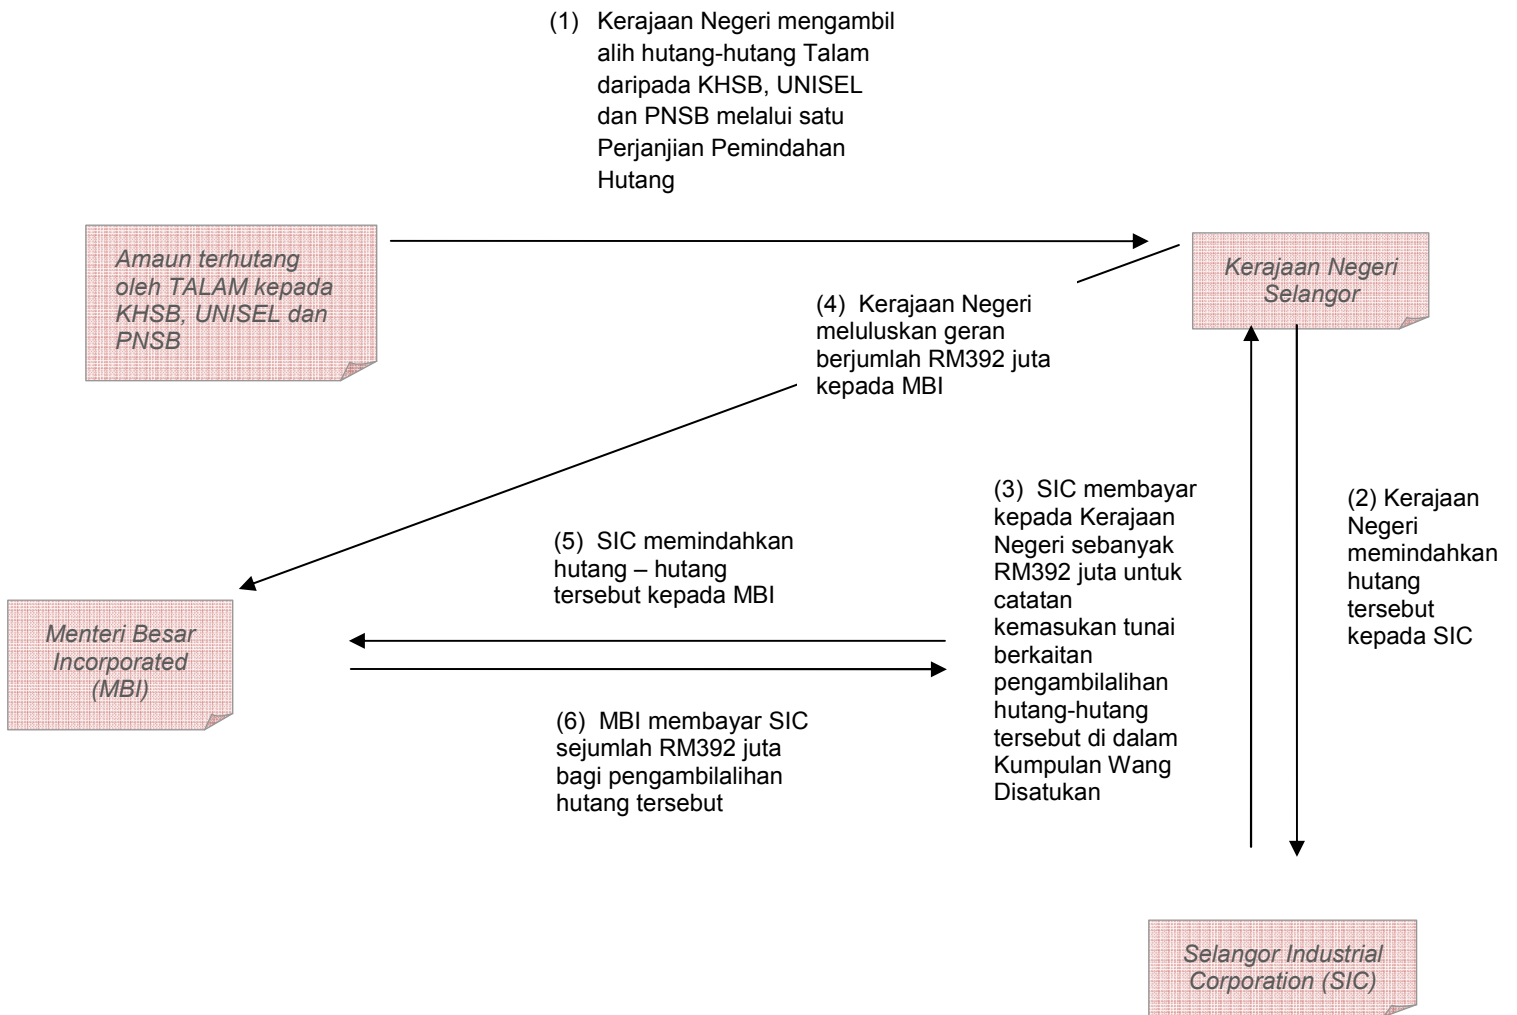 (1) Kerajaan Negeri mengambil
alih hutang-hutang Talam
daripada KHSB, UNISEL
dan PNSB melalui satu
Perjanjian Pemindahan
Hutang
Amaun terhutang
oleh TALAM kepada
KHSB, UNISEL dan
PNSB
Kerajaan Negeri
Selangor
(4) Kerajaan Negeri
meluluskan geran
berjumlah RM392 juta
kepada MBI
(3) SIC membayar
kepada Kerajaan
Negeri sebanyak
RM392 juta untuk
catatan
kemasukan tunai
berkaitan
pengambilalihan
hutang-hutang
tersebut di dalam
Kumpulan Wang
Disatukan
(2) Kerajaan
Negeri
memindahkan
hutang
tersebut
kepada SIC
(5) SIC memindahkan
hutang – hutang
tersebut kepada MBI
Menteri Besar
Incorporated
(MBI)
(6) MBI membayar SIC
sejumlah RM392 juta
bagi pengambilalihan
hutang tersebut
Selangor Industrial
Corporation (SIC)